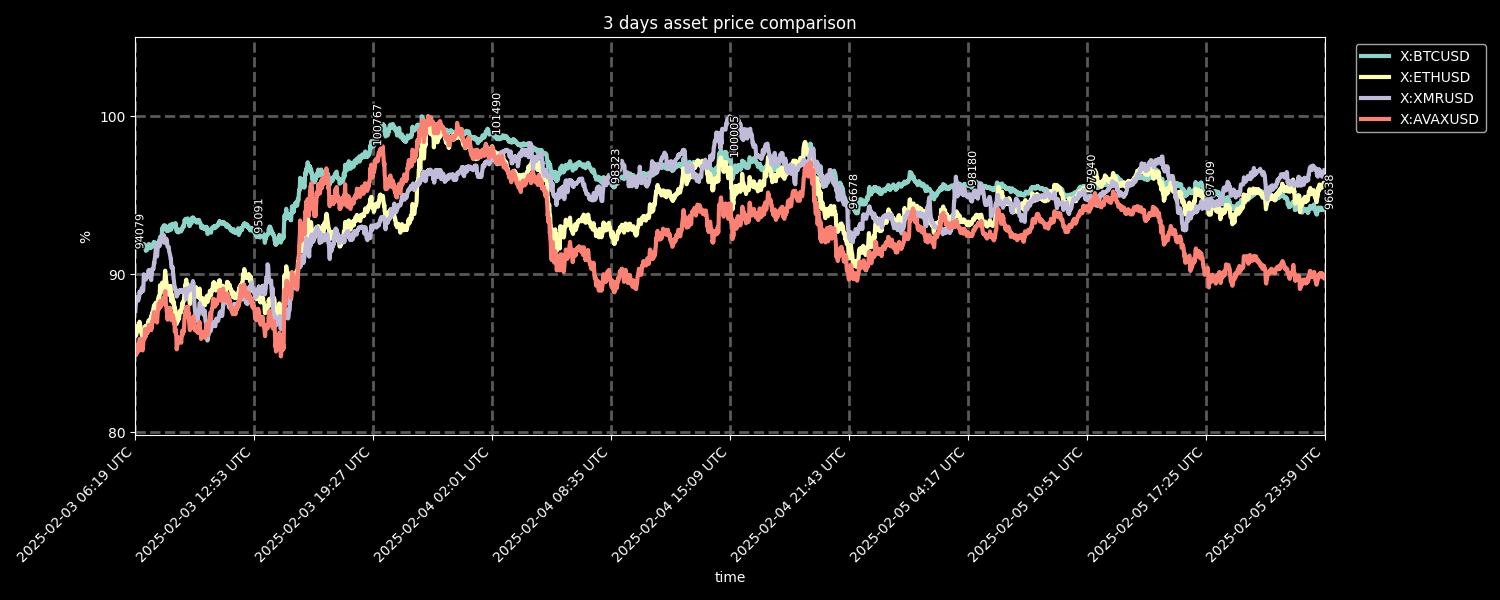 3 days asset price comparison
X:BTCUSD
X:ETHUSD
X:XMRUSD
X:AVAXUSD
%
100
90
80
94079
95091
100767
101490
98323
100005
96678
98180
97940
97509
96638
2025-02-03 06:19 UTC
2025-02-03 12:53 UTC
2025-02-03 19:27 UTC
2025-02-04 02:01 UTC
2025-02-04 08:35 UTC
2025-02-04 15:09 UTC
2025-02-04 21:43 UTC
2025-02-05 04:17 UTC
2025-02-05 10:51 UTC
2025-02-05 17:25 UTC
2025-02-05 23:59 UTC
time